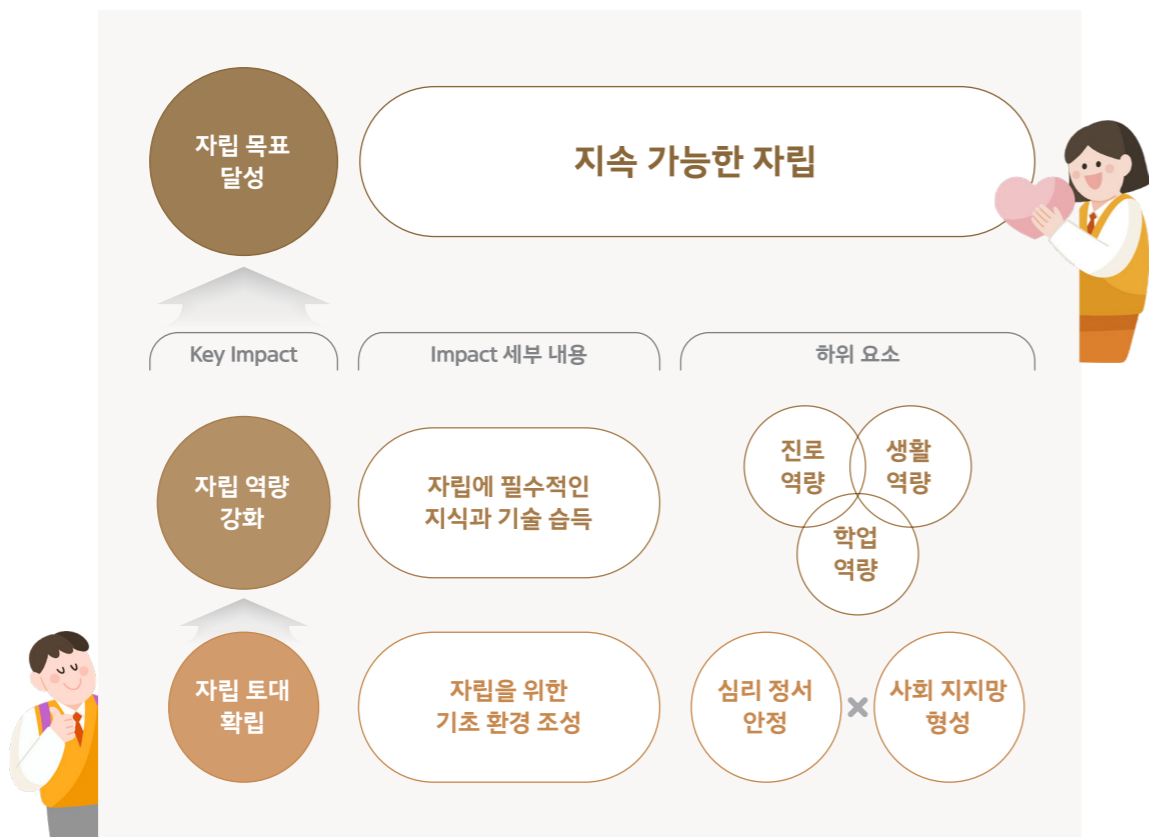 자립 목표
달성
지속 가능한 자립
Key Impact
Impact 세부 내용
하위 요소
자립 역량
강화
자립에 필수적인
지식과 기술 습득
진로
역량
생활
역량
학업
역량
자립 토대
확립
자립을 위한
기초 환경 조성
심리 정서
안정
×
사회 지지망
형성